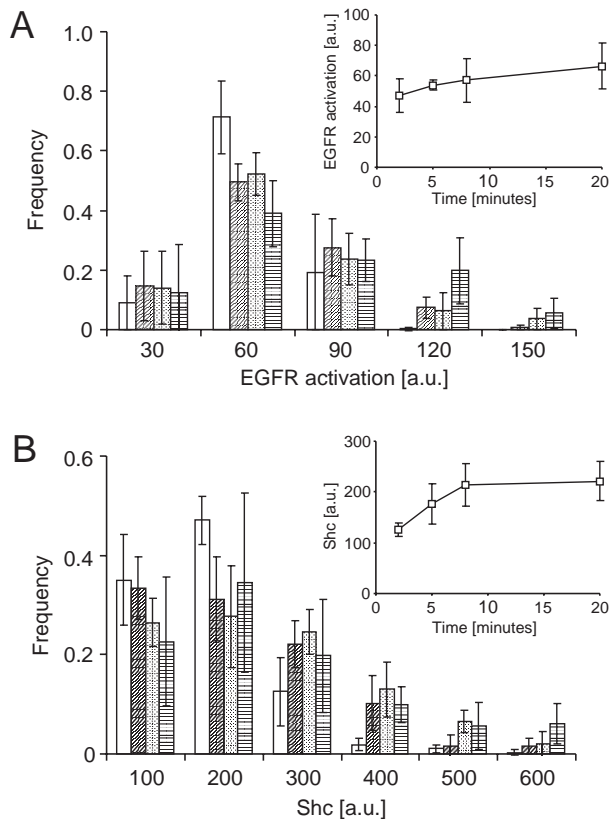 A
1.0
0.8
0.6
0.4
0.2
0
Frequency
30 60 90 120 150
EGFR activation [a.u.]
100
80
60
40
20
0
EGFR activation [a.u.]
0 5 10 15 20
Time [minutes]
B
0.6
0.4
0.2
0
Frequency
100 200 300 400 500 600
Shc [a.u.]
300
200
100
0
Shc [a.u.]
0 5 10 15 20
Time [minutes]